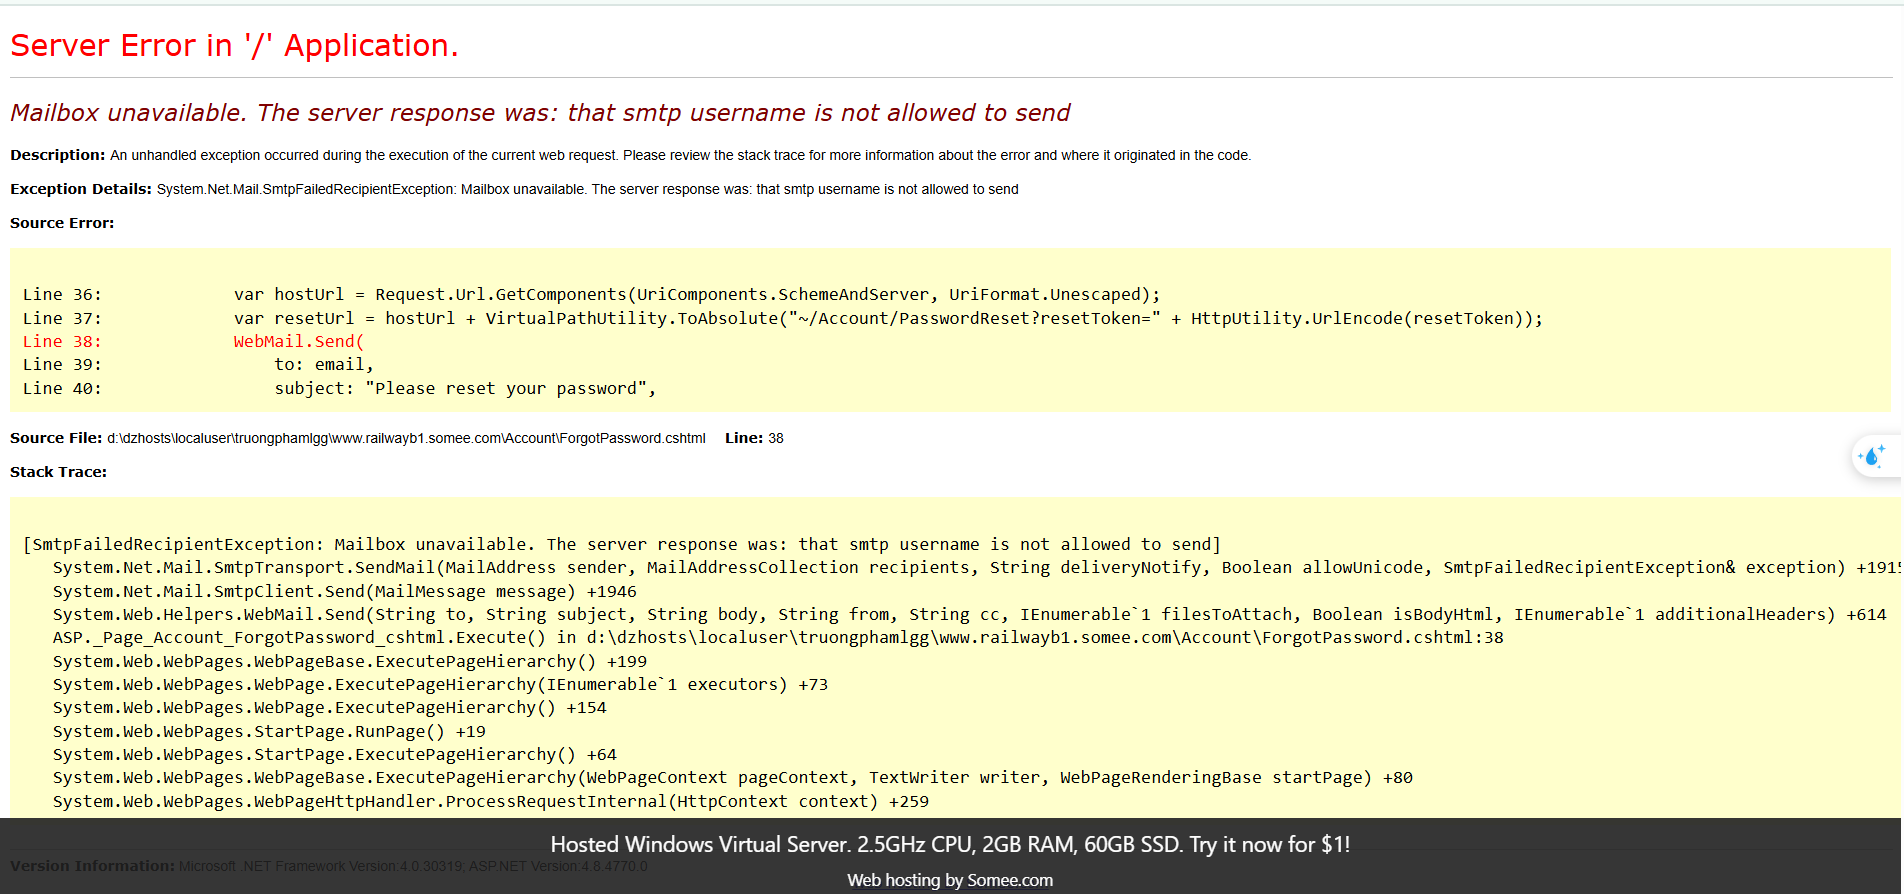 Server Error in '/' Application.
Mailbox unavailable. The server response was: that smtp username is not allowed to send
Description: An unhandled exception occurred during the execution of the current web request. Please review the stack trace for more information about the error and where it originated in the code.
Exception Details: System.Net.Mail.SmtpFailedRecipientException: Mailbox unavailable. The server response was: that smtp username is not allowed to send
Source Error:
Line 36:             var hostUrl = Request.Url.GetComponents(UriComponents.SchemeAndServer, UriFormat.Unescaped);
Line 37:             var resetUrl = hostUrl + VirtualPathUtility.ToAbsolute("~/Account/PasswordReset?resetToken=" + HttpUtility.UrlEncode(resetToken));
Line 38:             WebMail.Send(
Line 39:                 to: email,
Line 40:                 subject: "Please reset your password",
Source File: d:\dzhosts\localuser\truongphamlgg\www.railwayb1.somee.com\Account\ForgotPassword.cshtml    Line: 38
Stack Trace:
[SmtpFailedRecipientException: Mailbox unavailable. The server response was: that smtp username is not allowed to send]
   System.Net.Mail.SmtpTransport.SendMail(MailAddress sender, MailAddressCollection recipients, String deliveryNotify, Boolean allowUnicode, SmtpFailedRecipientException& exception)
   System.Net.Mail.SmtpClient.Send(MailMessage message) +1946
   System.Web.Helpers.WebMail.Send(String to, String subject, String body, String from, String cc, IEnumerable`1 filesToAttach, Boolean isBodyHtml, IEnumerable`1 additionalHeaders) +614
   ASP._Page_Account_ForgotPassword_cshtml.Execute() in d:\dzhosts\localuser\truongphamlgg\www.railwayb1.somee.com\Account\ForgotPassword.cshtml:38
   System.Web.WebPages.WebPageBase.ExecutePageHierarchy() +199
   System.Web.WebPages.WebPage.ExecutePageHierarchy(IEnumerable`1 executors) +73
   System.Web.WebPages.WebPage.ExecutePageHierarchy() +154
   System.Web.WebPages.StartPage.RunPage() +19
   System.Web.WebPages.StartPage.ExecutePageHierarchy() +64
   System.Web.WebPages.WebPageBase.ExecutePageHierarchy(WebPageContext pageContext, TextWriter writer, WebPageRenderingBase startPage) +80
   System.Web.WebPages.WebPageHttpHandler.ProcessRequestInternal(HttpContext context) +259
Hosted Windows Virtual Server. 2.5GHz CPU, 2GB RAM, 60GB SSD. Try it now for $1!
Version Information: Microsoft .NET Framework Version:4.0.30319; ASP.NET Version:4.8.4770.0
Web hosting by Somee.com